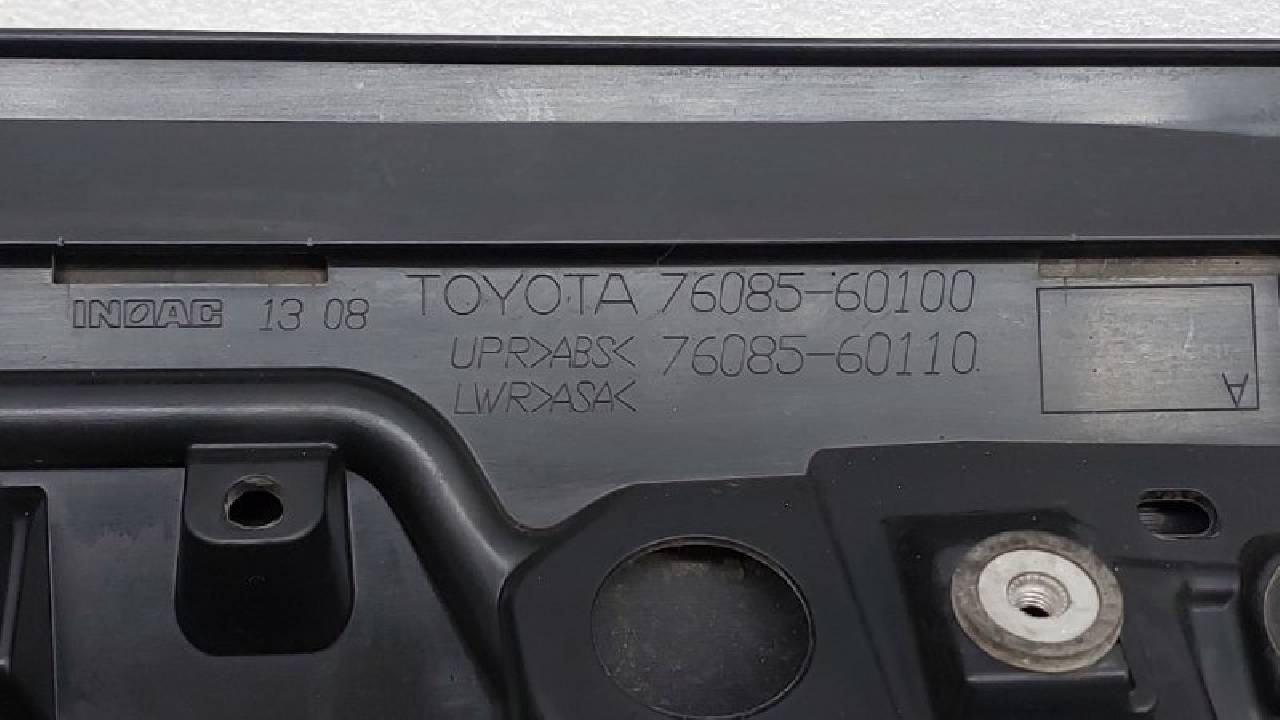 INOAC 13 08
TOYOTA 76085-60100
UPR>ABS< 76085-60110
LWR>ASA<
A